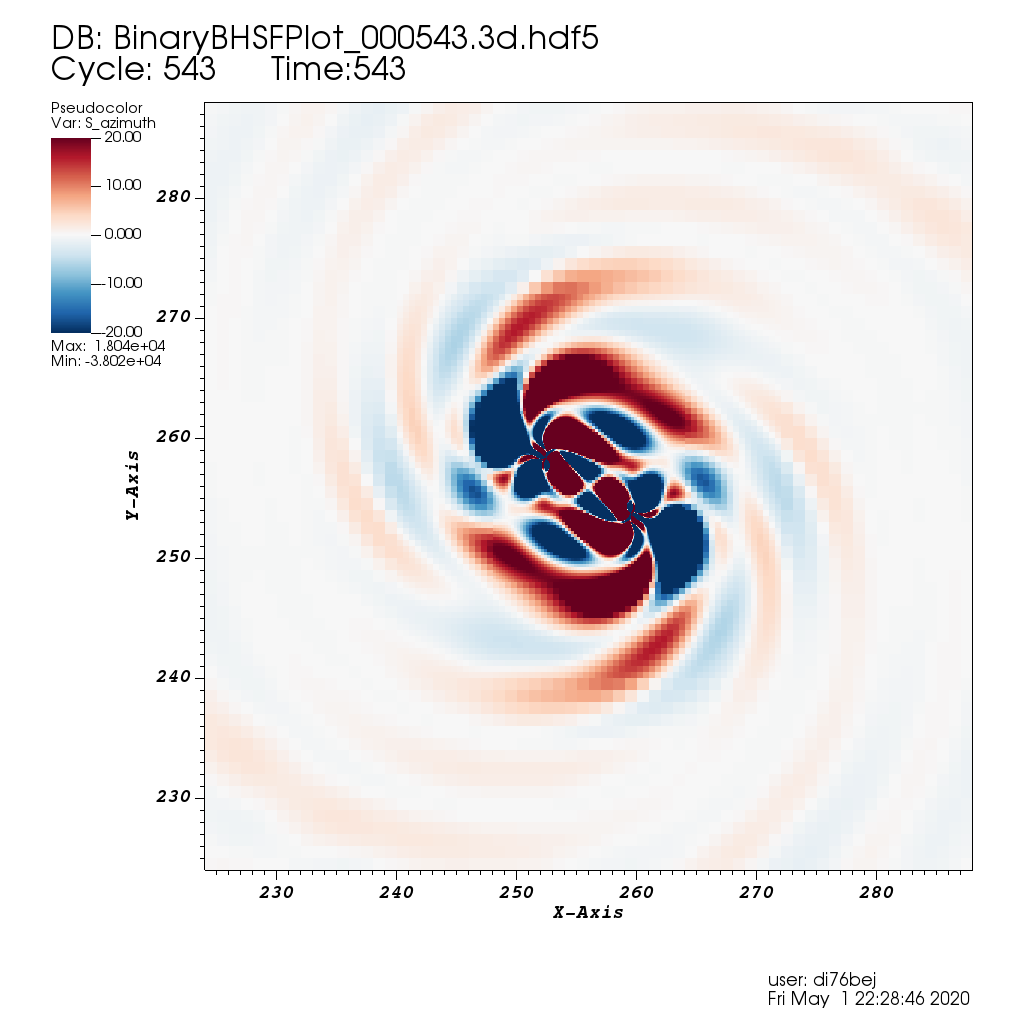 DB: BinaryBHSFPlot_000543.3d.hdf5
Cycle: 543 Time:543
Pseudocolor
Var: S_azimuth
20.00
10.00
0.000
-10.00
-20.00
Max: 1.804e+04
Min: -3.802e+04
280
270
260
250
240
230
Y-Axis
230 240 250 260 270 280
X-Axis
user: di76bej
Fri May 1 22:28:46 2020